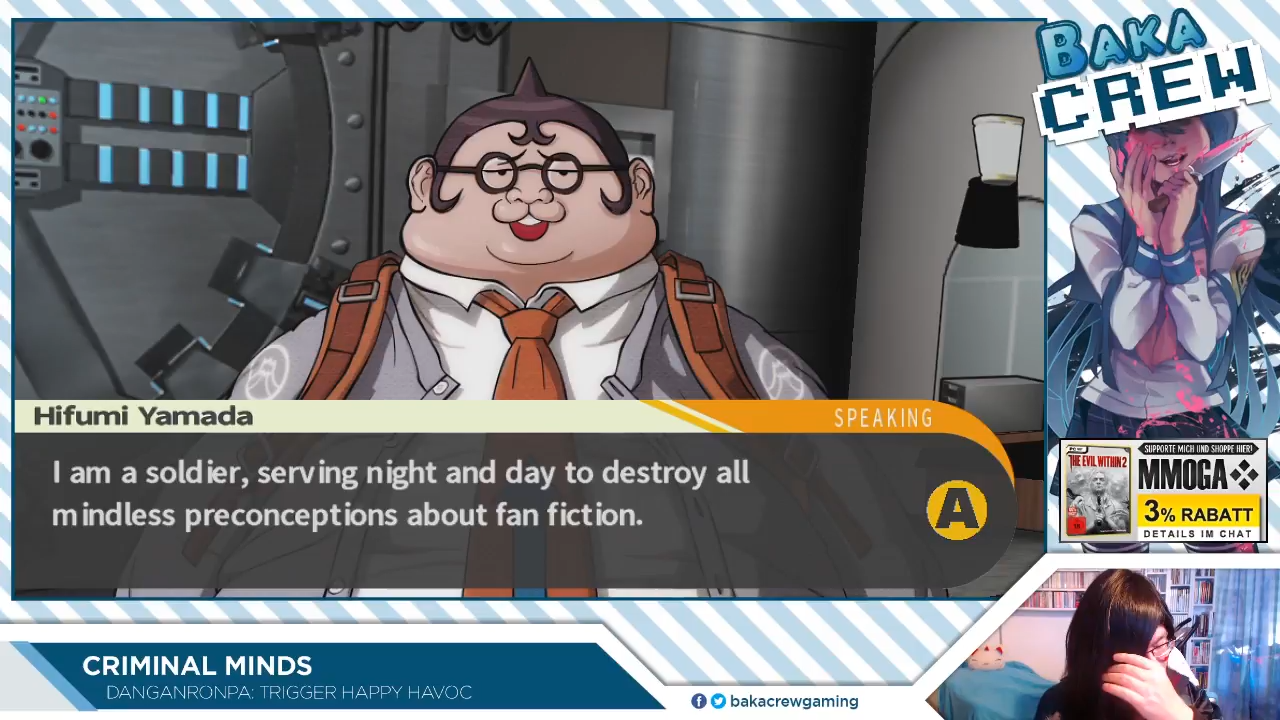 BAKA
CREW
Hifumi Yamada
SPEAKING
I am a soldier, serving night and day to destroy all
mindless preconceptions about fan fiction.
A
THE EVIL WITHIN 2
SUPPORTE MICH UND SHOPPE HIER!
MMOGA
3% RABATT
DETAILS IM CHAT
CRIMINAL MINDS
DANGANRONPA: TRIGGER HAPPY HAVOC
bakacrewgaming